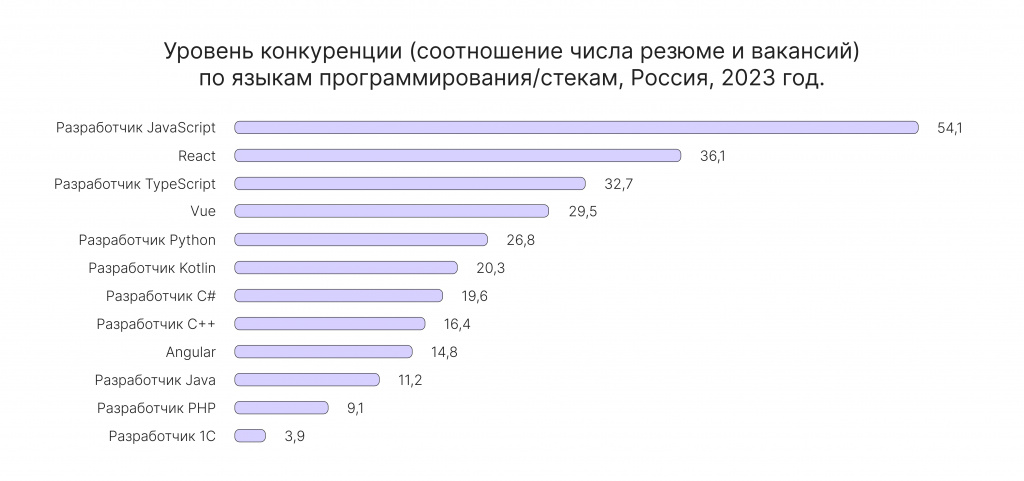 Уровень конкуренции (соотношение числа резюме и вакансий)
по языкам программирования/стекам, Россия, 2023 год.
Разработчик JavaScript 54,1
React 36,1
Разработчик TypeScript 32,7
Vue 29,5
Разработчик Python 26,8
Разработчик Kotlin 20,3
Разработчик C# 19,6
Разработчик C++ 16,4
Angular 14,8
Разработчик Java 11,2
Разработчик PHP 9,1
Разработчик 1C 3,9